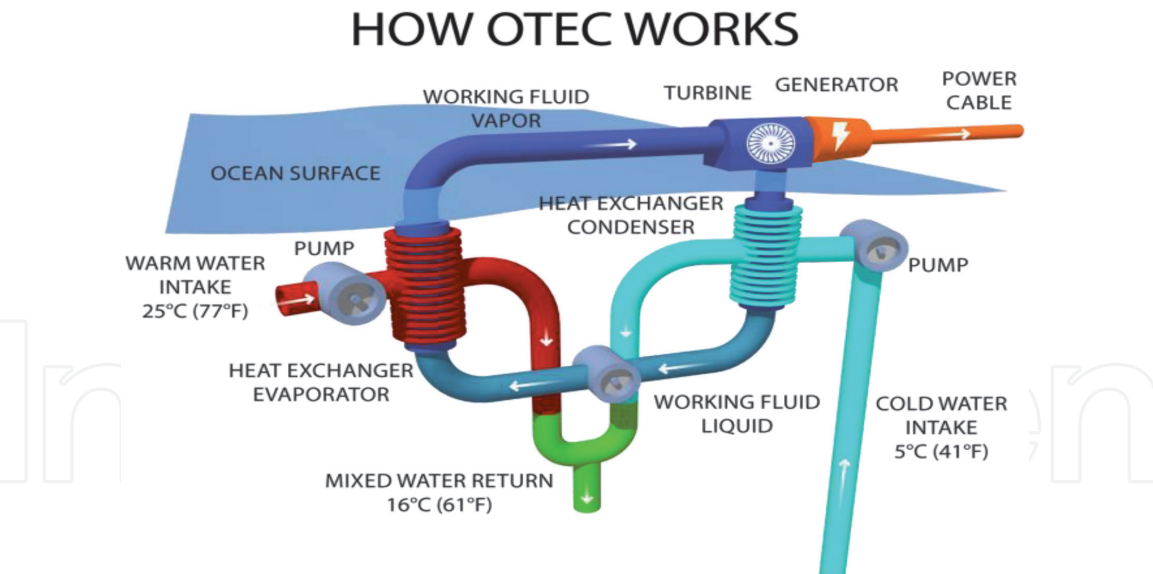 HOW OTEC WORKS
WORKING FLUID
VAPOR
TURBINE
GENERATOR
POWER
CABLE
OCEAN SURFACE
HEAT EXCHANGER
CONDENSER
PUMP
WARM WATER
INTAKE
25°C (77°F)
PUMP
HEAT EXCHANGER
EVAPORATOR
WORKING FLUID
LIQUID
COLD WATER
INTAKE
5°C (41°F)
MIXED WATER RETURN
16°C (61°F)